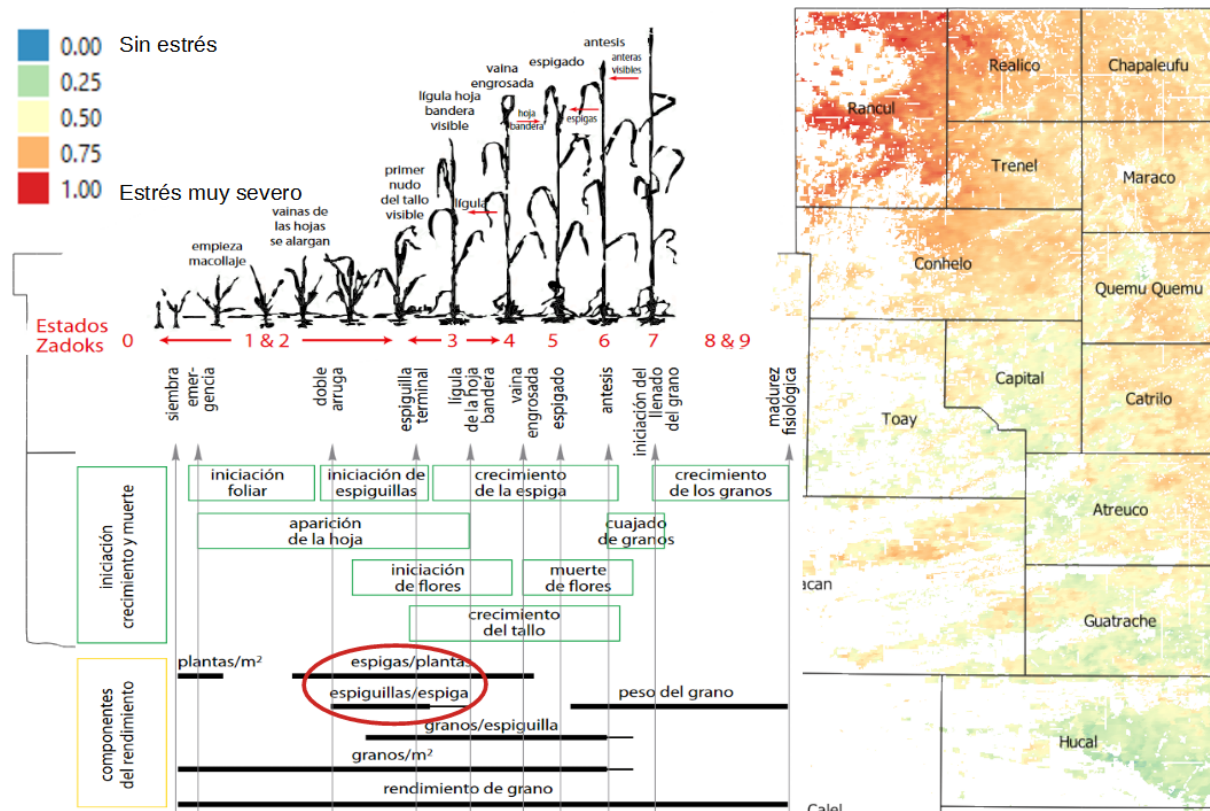 0.00 Sin estrés
0.25
0.50
0.75
1.00 Estrés muy severo
empieza
macollaje
vainas de
las hojas
se alargan
primer
nudo
del tallo
visible
lígula hoja
bandera
visible
lígula
vaina
engrosada
hoja
bandera
espigado
espigas
antesis
anteras
visibles
Estados
Zadoks
0
1 & 2
3
4
5
6
7
8 & 9
siembra
emer-
gencia
doble
arruga
espiguilla
terminal
lígula
de la hoja
bandera
vaina
engrosada
espigado
antesis
iniciación del
llenado
del grano
madurez
fisiológica
iniciación
crecimiento y muerte
iniciación
foliar
iniciación de
espiguillas
crecimiento
de la espiga
crecimiento
de los granos
aparición
de la hoja
cuajado
de granos
iniciación
de flores
muerte
de flores
crecimiento
del tallo
componentes
del rendimiento
plantas/m²
espigas/plantas
espiguillas/espiga
peso del grano
granos/espiguilla
granos/m²
rendimiento de grano
Rancul
Realico
Chapaleufu
Trenel
Maraco
Conhelo
Quemu Quemu
Capital
Catrilo
Toay
Atreuco
acan
Guatrache
Hucal
Calel